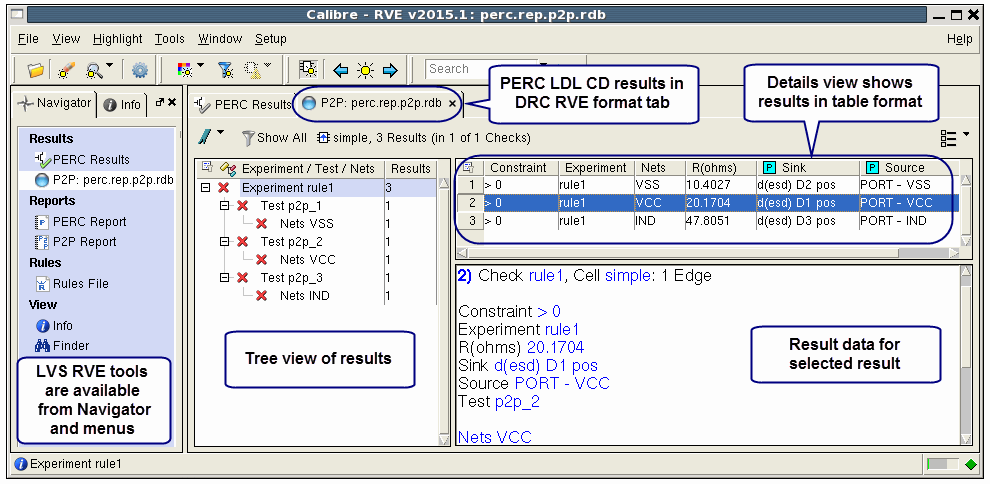 Calibre - RVE v2015.1 : perc.rep.p2p.rdb
File View Highlight Tools Window Setup Help
Search
PERC LDL CD results in
DRC RVE format tab
Details view shows
results in table format
Navigator Info
PERC Results P2P: perc.rep.p2p.rdb
Show All simple, 3 Results (in 1 of 1 Checks)
Results
PERC Results
P2P: perc.rep.p2p.rdb
Reports
PERC Report
P2P Report
Rules
Rules File
View
Info
Finder
LVS RVE tools
are available
from Navigator
and menus
Experiment / Test / Nets Results
Experiment rule1 3
Test p2p_1 1
Nets VSS 1
Test p2p_2 1
Nets VCC 1
Test p2p_3 1
Nets IND 1
Tree view of results
Constraint Experiment Nets R(ohms) P Sink P Source
1 > 0 rule1 VSS 10.4027 d(esd) D2 pos PORT - VSS
2 > 0 rule1 VCC 20.1704 d(esd) D1 pos PORT - VCC
3 > 0 rule1 IND 47.8051 d(esd) D3 pos PORT - IND
2) Check rule1, Cell simple: 1 Edge
Constraint > 0
Experiment rule1
R(ohms) 20.1704
Sink d(esd) D1 pos
Source PORT - VCC
Test p2p_2
Nets VCC
Result data for
selected result
Experiment rule1